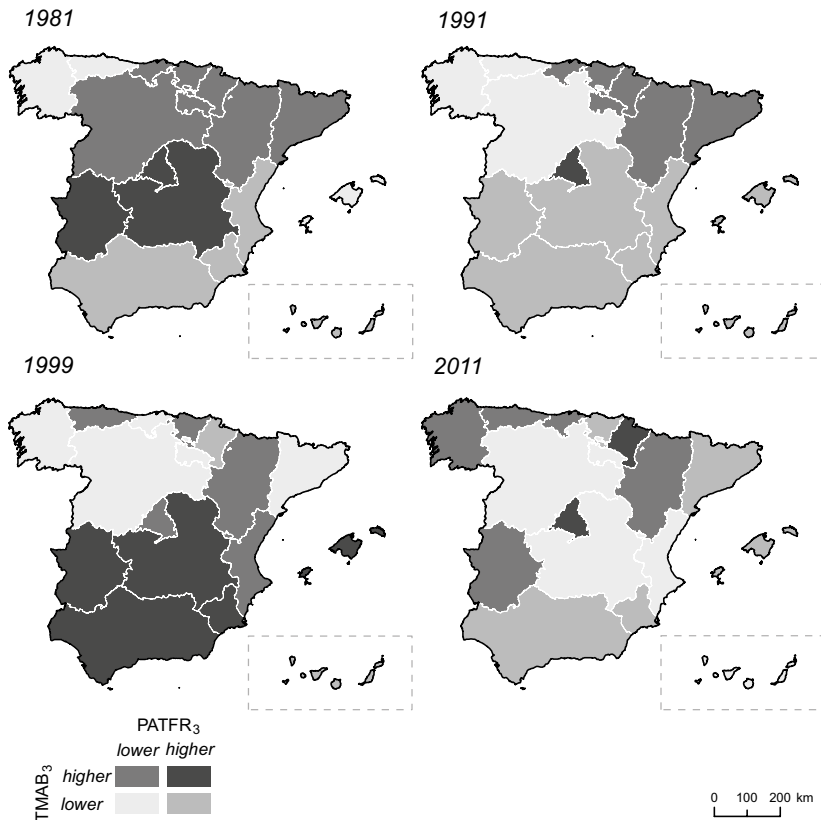 1981
1991
1999
2011
PATFR3
lower higher
TMAB3
higher
lower
0 100 200 km